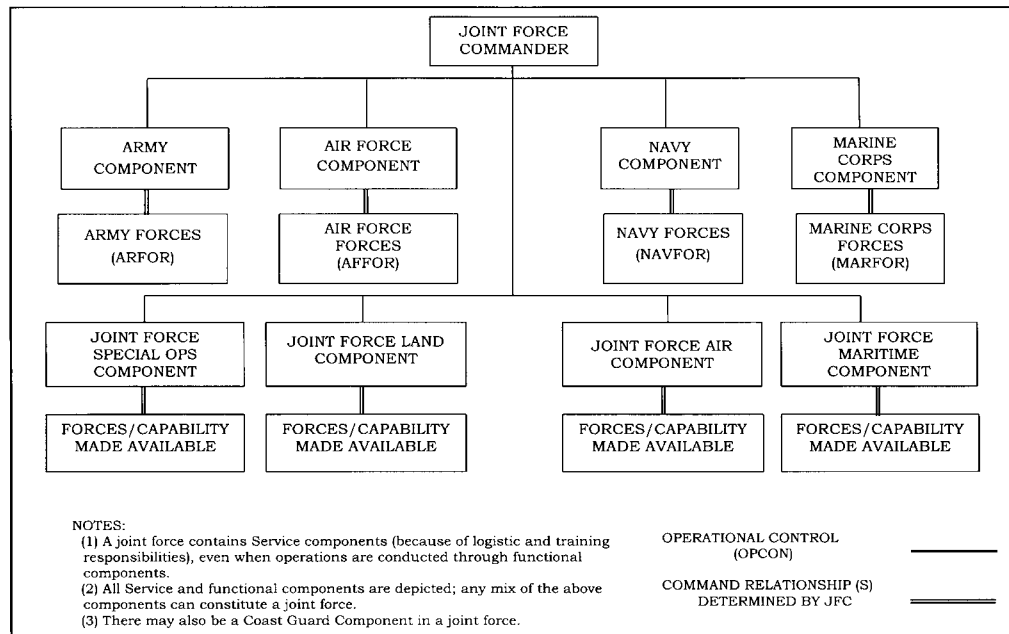 JOINT FORCE
COMMANDER
ARMY
COMPONENT
AIR FORCE
COMPONENT
NAVY
COMPONENT
MARINE
CORPS
COMPONENT
ARMY FORCES
(ARFOR)
AIR FORCE
FORCES
(AFFOR)
NAVY FORCES
(NAVFOR)
MARINE CORPS
FORCES
(MARFOR)
JOINT FORCE
SPECIAL OPS
COMPONENT
JOINT FORCE LAND
COMPONENT
JOINT FORCE AIR
COMPONENT
JOINT FORCE
MARITIME
COMPONENT
FORCES/CAPABILITY
MADE AVAILABLE
FORCES/CAPABILITY
MADE AVAILABLE
FORCES/CAPABILITY
MADE AVAILABLE
FORCES/CAPABILITY
MADE AVAILABLE
NOTES:
(1) A joint force contains Service components (because of logistic and training
responsibilities), even when operations are conducted through functional
components.
(2) All Service and functional components are depicted; any mix of the above
components can constitute a joint force.
(3) There may also be a Coast Guard Component in a joint force.
OPERATIONAL CONTROL
(OPCON)
COMMAND RELATIONSHIP (S)
DETERMINED BY JFC